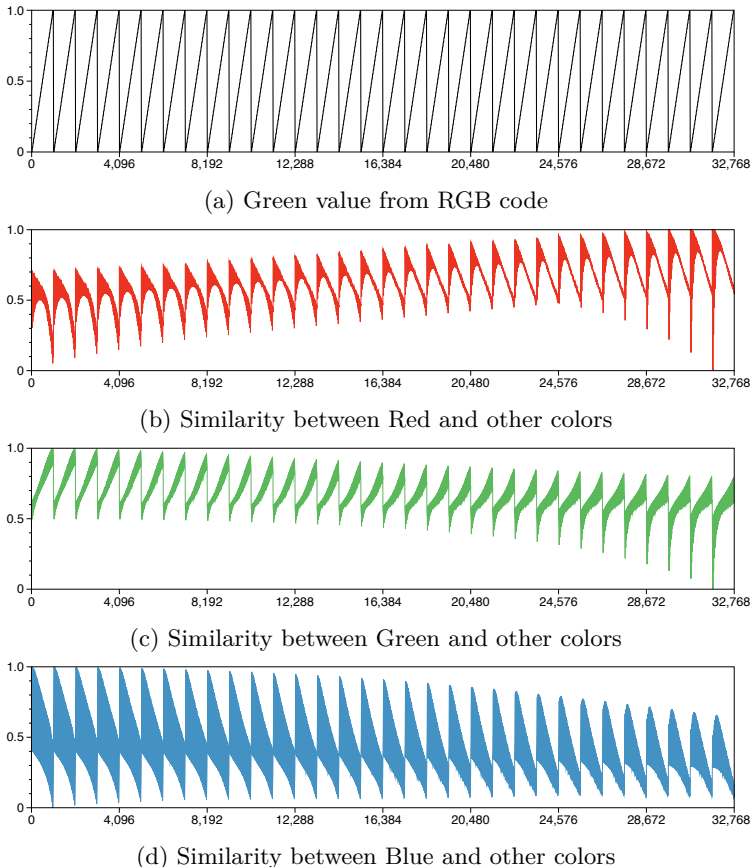 1.0
0.5
0
0 4,096 8,192 12,288 16,384 20,480 24,576 28,672 32,768
(a) Green value from RGB code
1.0
0.5
0
0 4,096 8,192 12,288 16,384 20,480 24,576 28,672 32,768
(b) Similarity between Red and other colors
1.0
0.5
0
0 4,096 8,192 12,288 16,384 20,480 24,576 28,672 32,768
(c) Similarity between Green and other colors
1.0
0.5
0
0 4,096 8,192 12,288 16,384 20,480 24,576 28,672 32,768
(d) Similarity between Blue and other colors